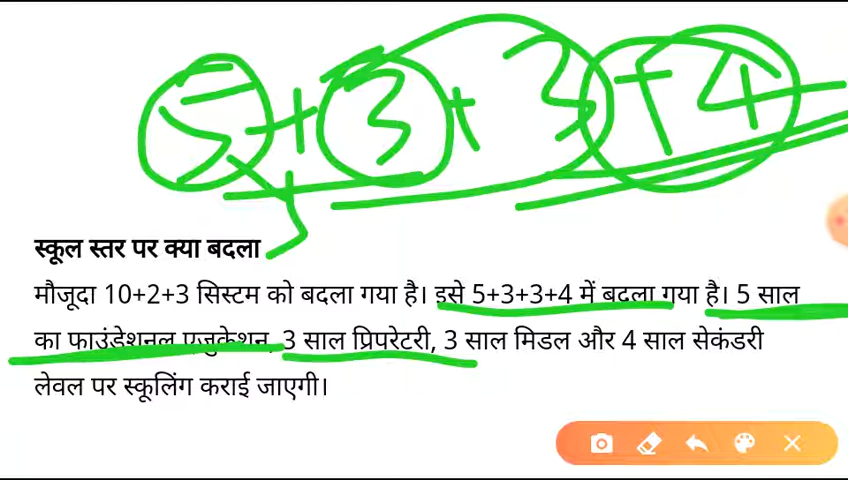 5+3+3+4
स्कूल स्तर पर क्या बदला
मौजूदा 10+2+3 सिस्टम को बदला गया है। इसे 5+3+3+4 में बदला गया है। 5 साल
का फाउंडेशनल एजुकेशन, 3 साल प्रिपरेटरी, 3 साल मिडल और 4 साल सेकंडरी
लेवल पर स्कूलिंग कराई जाएगी।